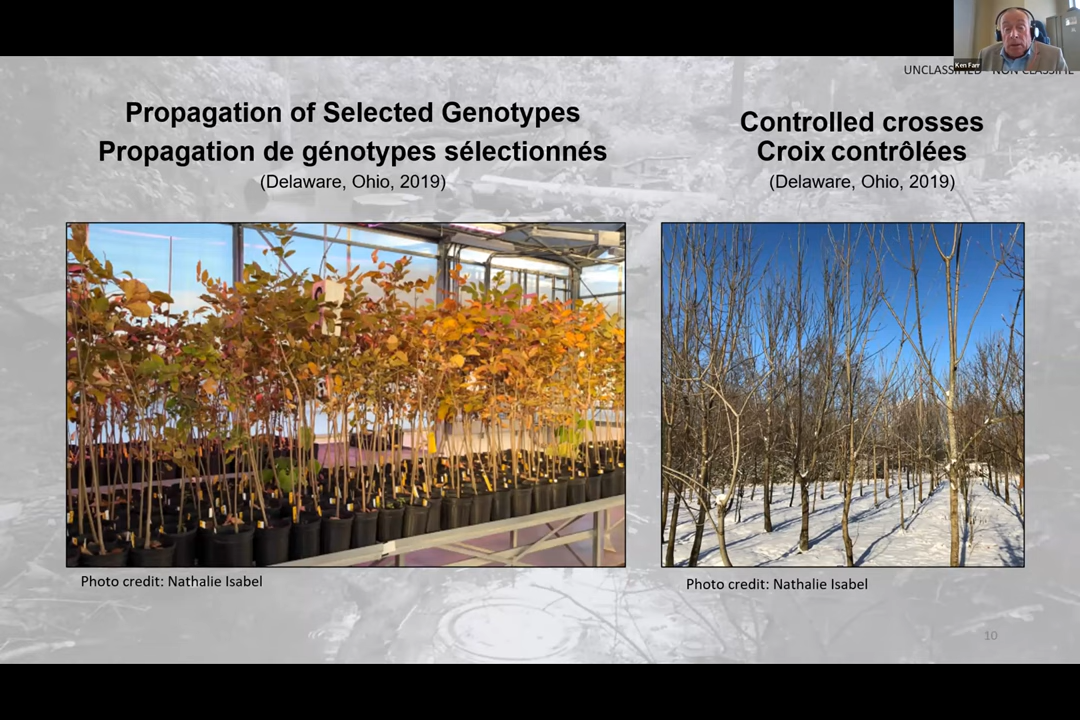 Ken Farr
UNCLASSIFIED - NON CLASSIFIÉ
Propagation of Selected Genotypes
Propagation de génotypes sélectionnés
(Delaware, Ohio, 2019)
Controlled crosses
Croix contrôlées
(Delaware, Ohio, 2019)
Photo credit: Nathalie Isabel
Photo credit: Nathalie Isabel
10